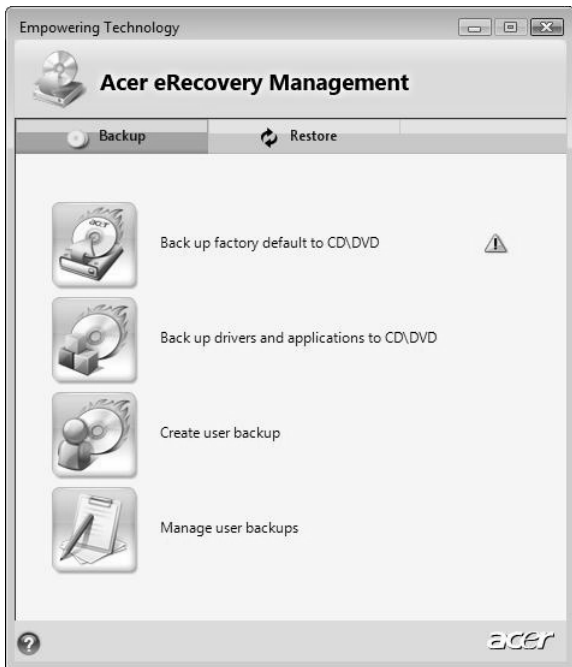 Empowering Technology
Acer eRecovery Management
Backup
Restore
acer
Back up factory default to CD\DVD
Back up drivers and applications to CD\DVD
Create user backup
Manage user backups
?
acer